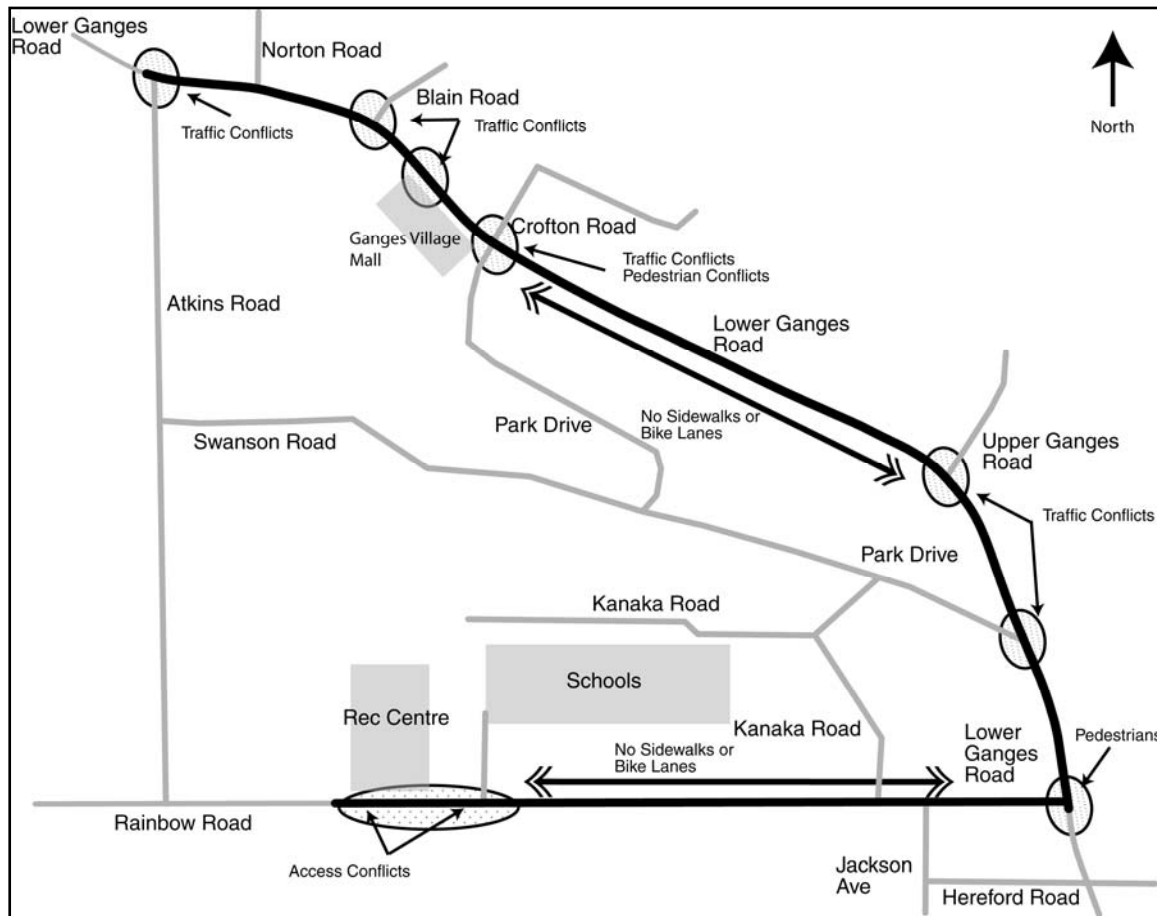 Lower Ganges
Road
Norton Road
Blain Road
Traffic Conflicts
Traffic Conflicts
North
Crofton Road
Ganges Village
Mall
Traffic Conflicts
Pedestrian Conflicts
Atkins Road
Lower Ganges
Road
No Sidewalks or
Bike Lanes
Park Drive
Swanson Road
Upper Ganges
Road
Traffic Conflicts
Park Drive
Kanaka Road
Schools
Rec Centre
Kanaka Road
Lower
Ganges
Road
Pedestrians
No Sidewalks or
Bike Lanes
Rainbow Road
Access Conflicts
Jackson
Ave
Hereford Road